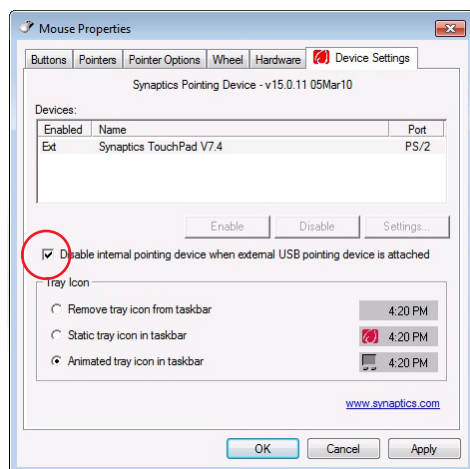 Mouse Properties
Buttons Pointers Pointer Options Wheel Hardware Device Settings
Synaptics Pointing Device - v15.0.11 05Mar10
Devices:
Enabled Name Port
Ext Synaptics TouchPad V7.4 PS/2
Enable Disable Settings...
Disable internal pointing device when external USB pointing device is attached
Tray Icon
Remove tray icon from taskbar 4:20 PM
Static tray icon in taskbar 4:20 PM
Animated tray icon in taskbar 4:20 PM
www.synaptics.com
OK Cancel Apply